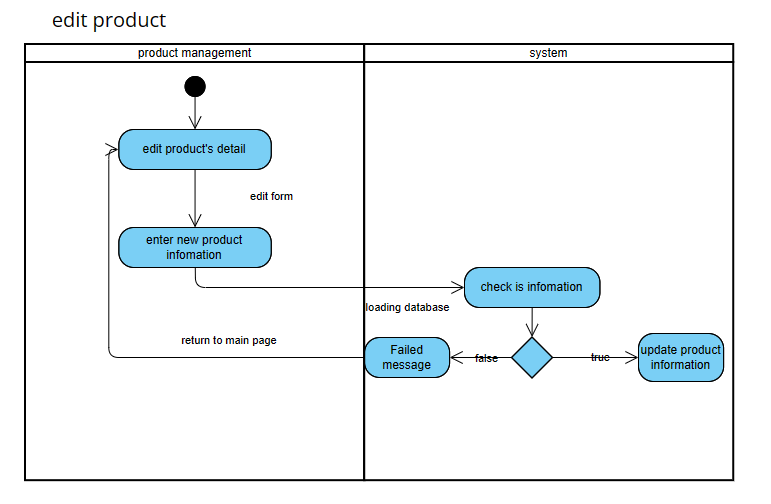 edit product
product management
system
edit product's detail
edit form
enter new product
infomation
check is infomation
loading database
return to main page
Failed
message
false
true
update product
information